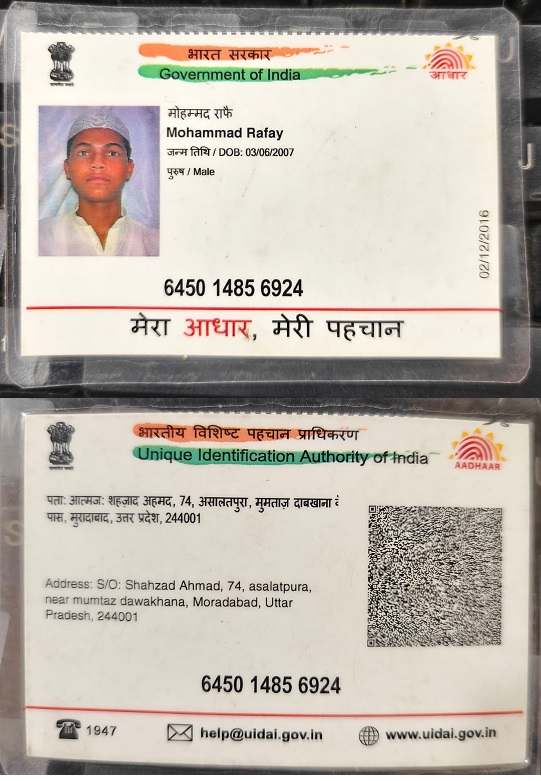 भारत सरकार
Government of India
आधार
मोहम्मद राफै
Mohammad Rafay
जन्म तिथि / DOB: 03/06/2007
पुरुष / Male
02/12/2016
6450 1485 6924
मेरा आधार, मेरी पहचान
भारतीय विशिष्ट पहचान प्राधिकरण
Unique Identification Authority of India
AADHAAR
पता: आत्मज: शहज़ाद अहमद, 74, असालतपुरा, मुमताज़ दाबखाना
पास, मुरादाबाद, उत्तर प्रदेश, 244001
Address: S/O: Shahzad Ahmad, 74, asalatpura,
near mumtaz dawakhana, Moradabad, Uttar
Pradesh, 244001
6450 1485 6924
1947 help@uidai.gov.in www.uidai.gov.in